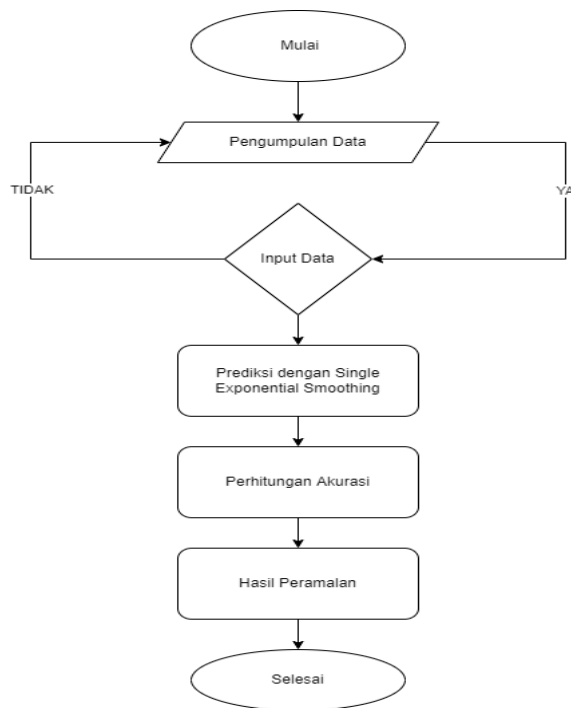 Mulai
Pengumpulan Data
TIDAK
YA
Input Data
Prediksi dengan Single
Exponential Smoothing
Perhitungan Akurasi
Hasil Peramalan
Selesai